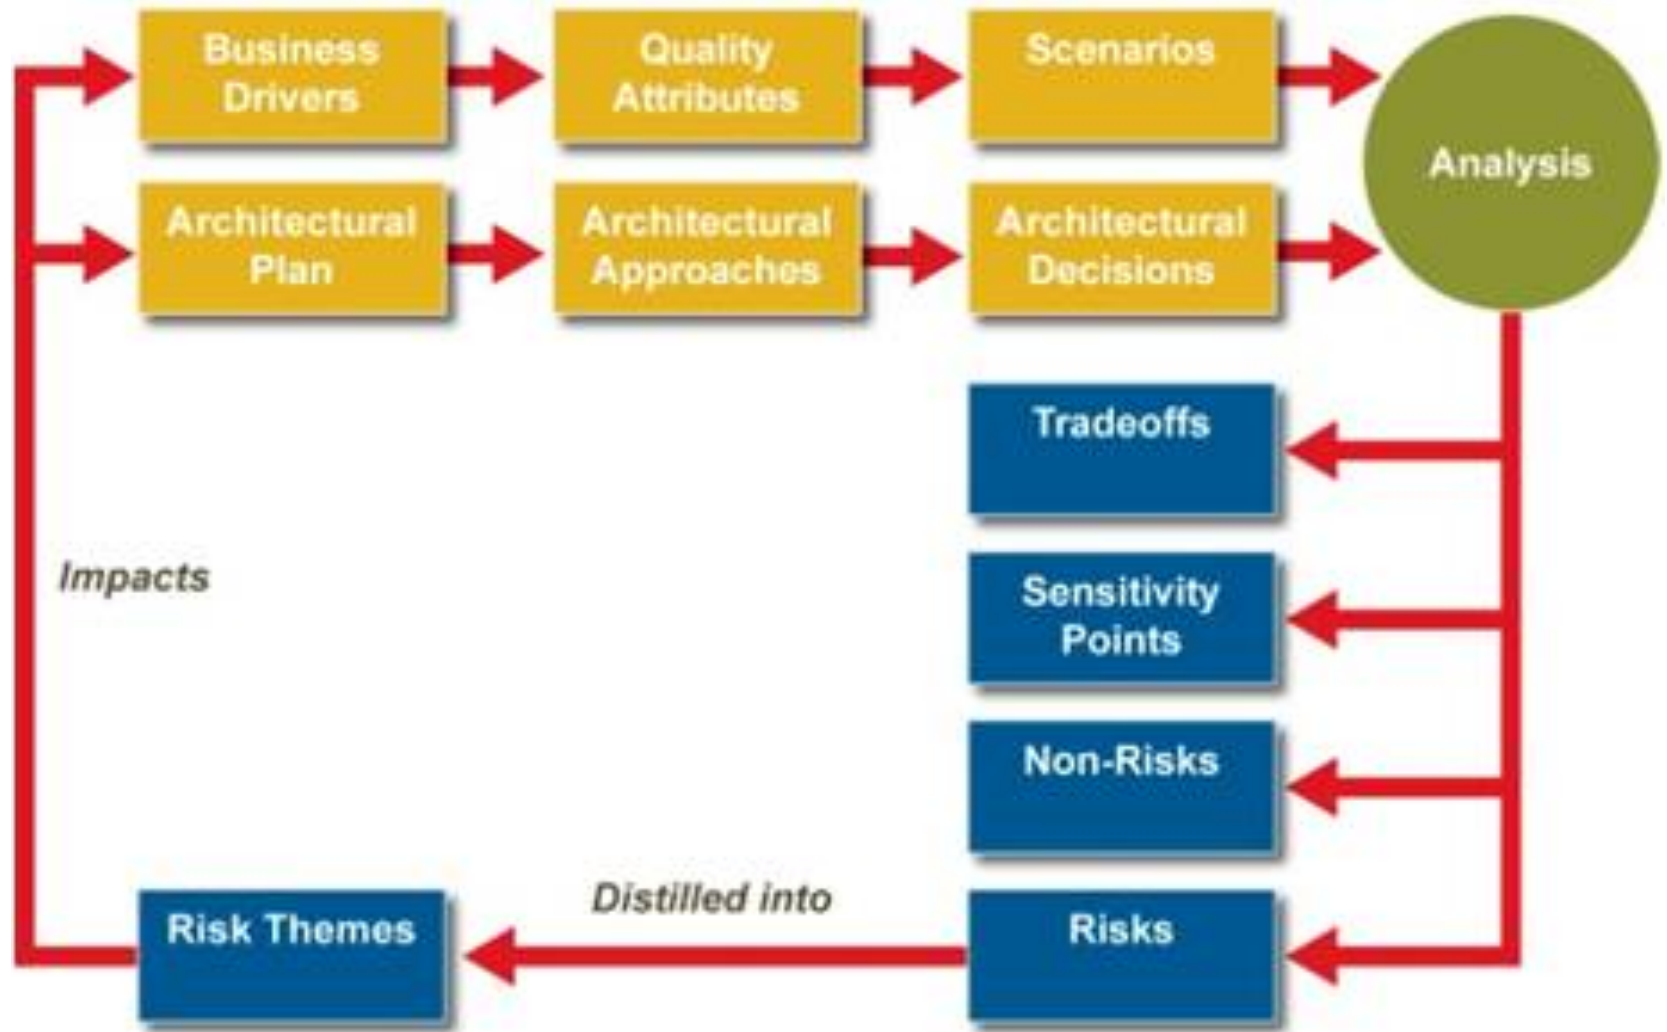 Business
Drivers
Quality
Attributes
Scenarios
Analysis
Architectural
Plan
Architectural
Approaches
Architectural
Decisions
Tradeoffs
Sensitivity
Points
Non-Risks
Impacts
Distilled into
Risk Themes
Risks